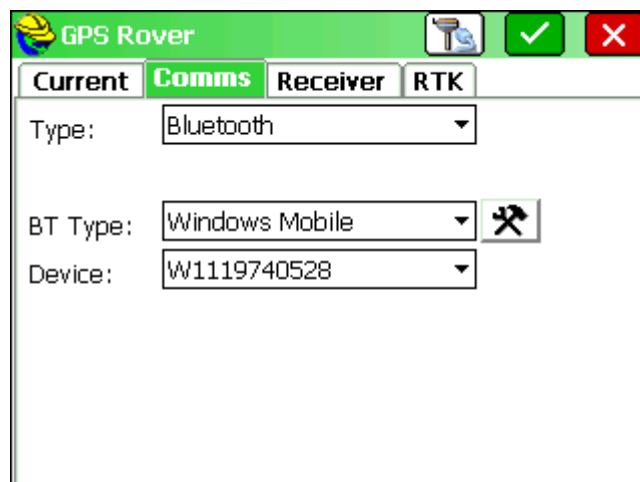 GPS Rover
Current Comms Receiver RTK
Type: Bluetooth
BT Type: Windows Mobile
Device: W1119740528